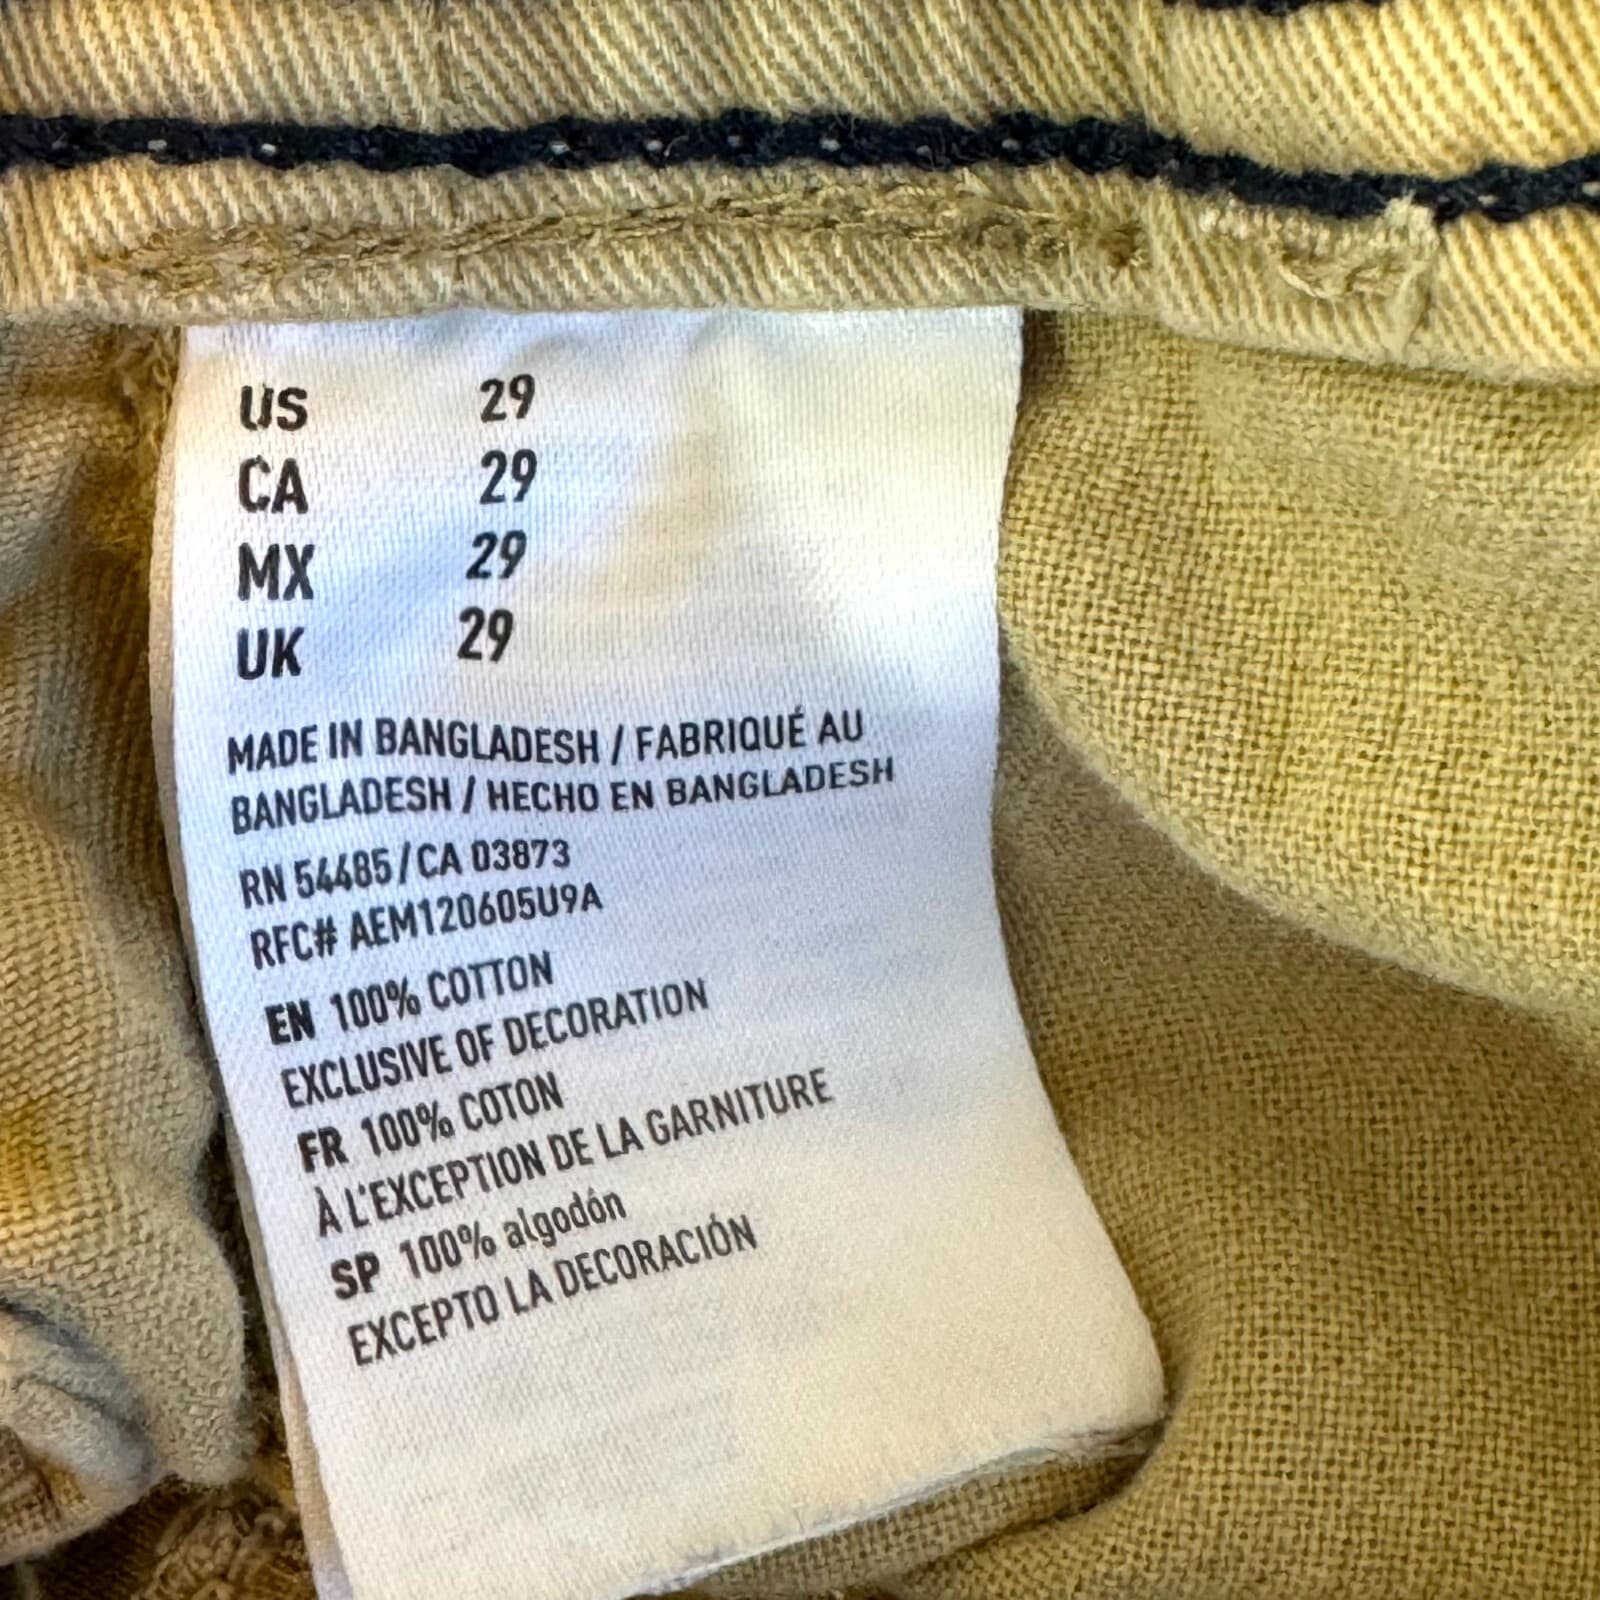 US 29
CA 29
MX 29
UK 29
MADE IN BANGLADESH / FABRIQUÉ AU
BANGLADESH / HECHO EN BANGLADESH
RN 54485 / CA 03873
RFC# AEM120605U9A
EN 100% COTTON
EXCLUSIVE OF DECORATION
FR 100% COTON
À L'EXCEPTION DE LA GARNITURE
SP 100% algodón
EXCEPTO LA DECORACIÓN